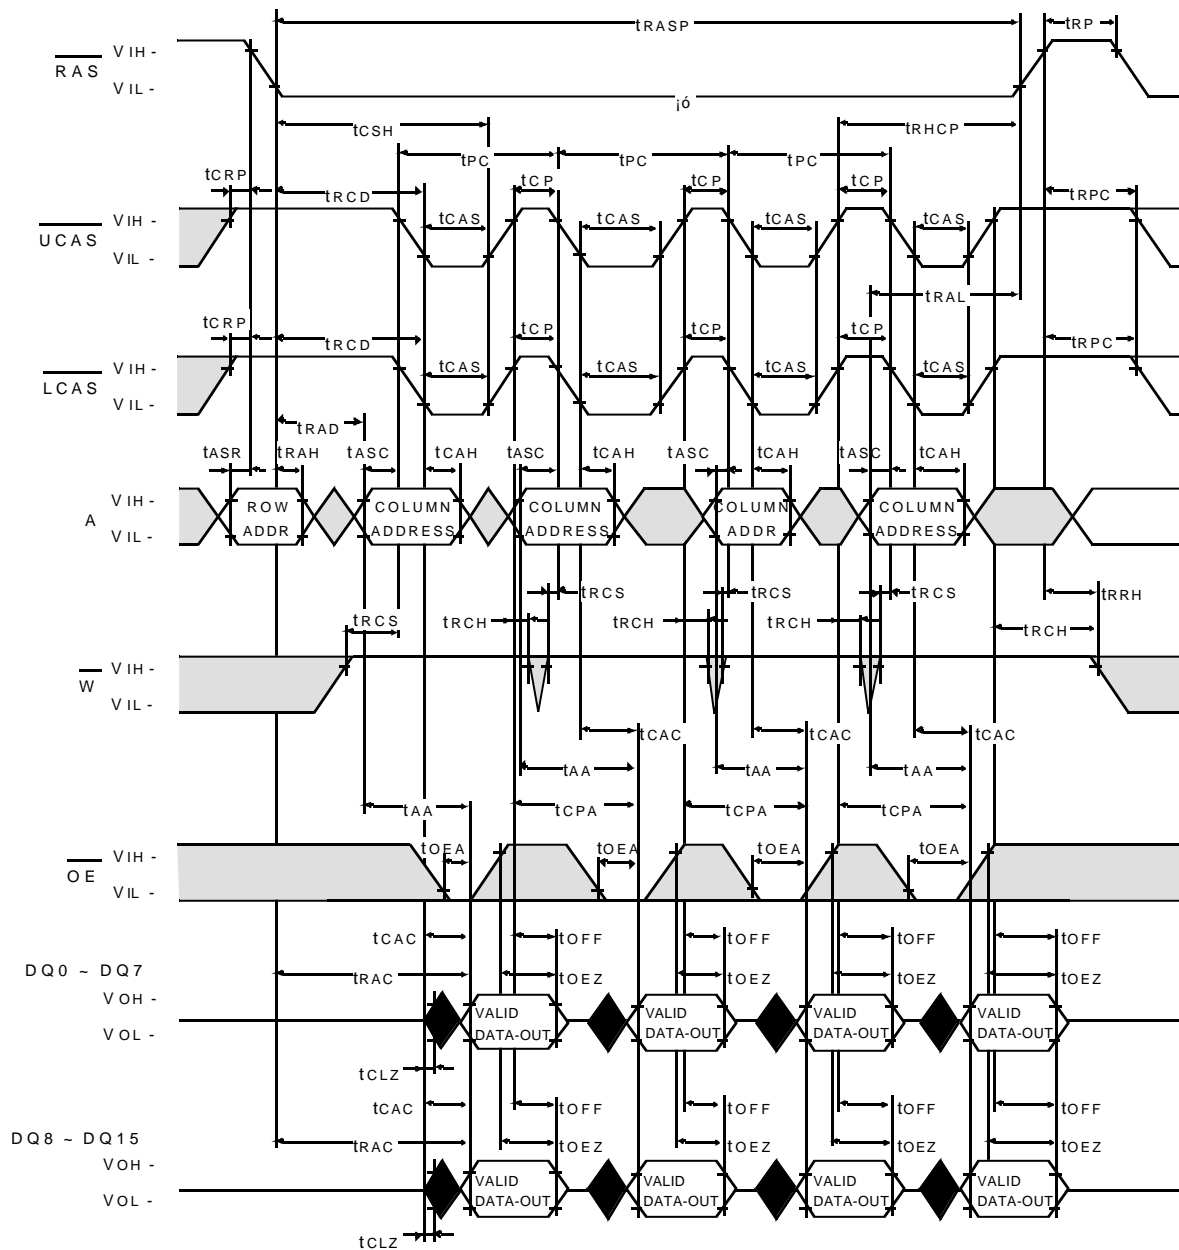 tRASP tRP
RAS VIH -
VIL -
¡ó
tCSH tRHCP
tPC tPC tPC
tCRP tRCD tCP tCP tCP tRPC
UCAS VIH -
VIL -
tCAS tCAS tCAS tCAS
tRAL
tCRP tRCD tCP tCP tCP tRPC
LCAS VIH -
VIL -
tCAS tCAS tCAS tCAS
tRAD
tASR tRAH tASC tCAH tASC tCAH tASC tCAH tASC tCAH
A VIH -
VIL -
ROW ADDR
COLUMN ADDRESS
COLUMN ADDRESS
COLUMN ADDR
COLUMN ADDRESS
tRCS tRCS tRCS tRRH
tRCS tRCH tRCH tRCH tRCH
W VIH -
VIL -
tCAC tCAC tCAC
tAA tAA tAA
tAA tCPA tCPA tCPA
OE VIH -
VIL -
tOEA tOEA tOEA tOEA
tCAC tOFF tOFF tOFF tOFF
DQ0 ~ DQ7
tRAC tOEZ tOEZ tOEZ tOEZ
VOH -
VOL -
VALID DATA-OUT
VALID DATA-OUT
VALID DATA-OUT
VALID DATA-OUT
tCLZ
tCAC tOFF tOFF tOFF tOFF
DQ8 ~ DQ15
tRAC tOEZ tOEZ tOEZ tOEZ
VOH -
VOL -
VALID DATA-OUT
VALID DATA-OUT
VALID DATA-OUT
VALID DATA-OUT
tCLZ